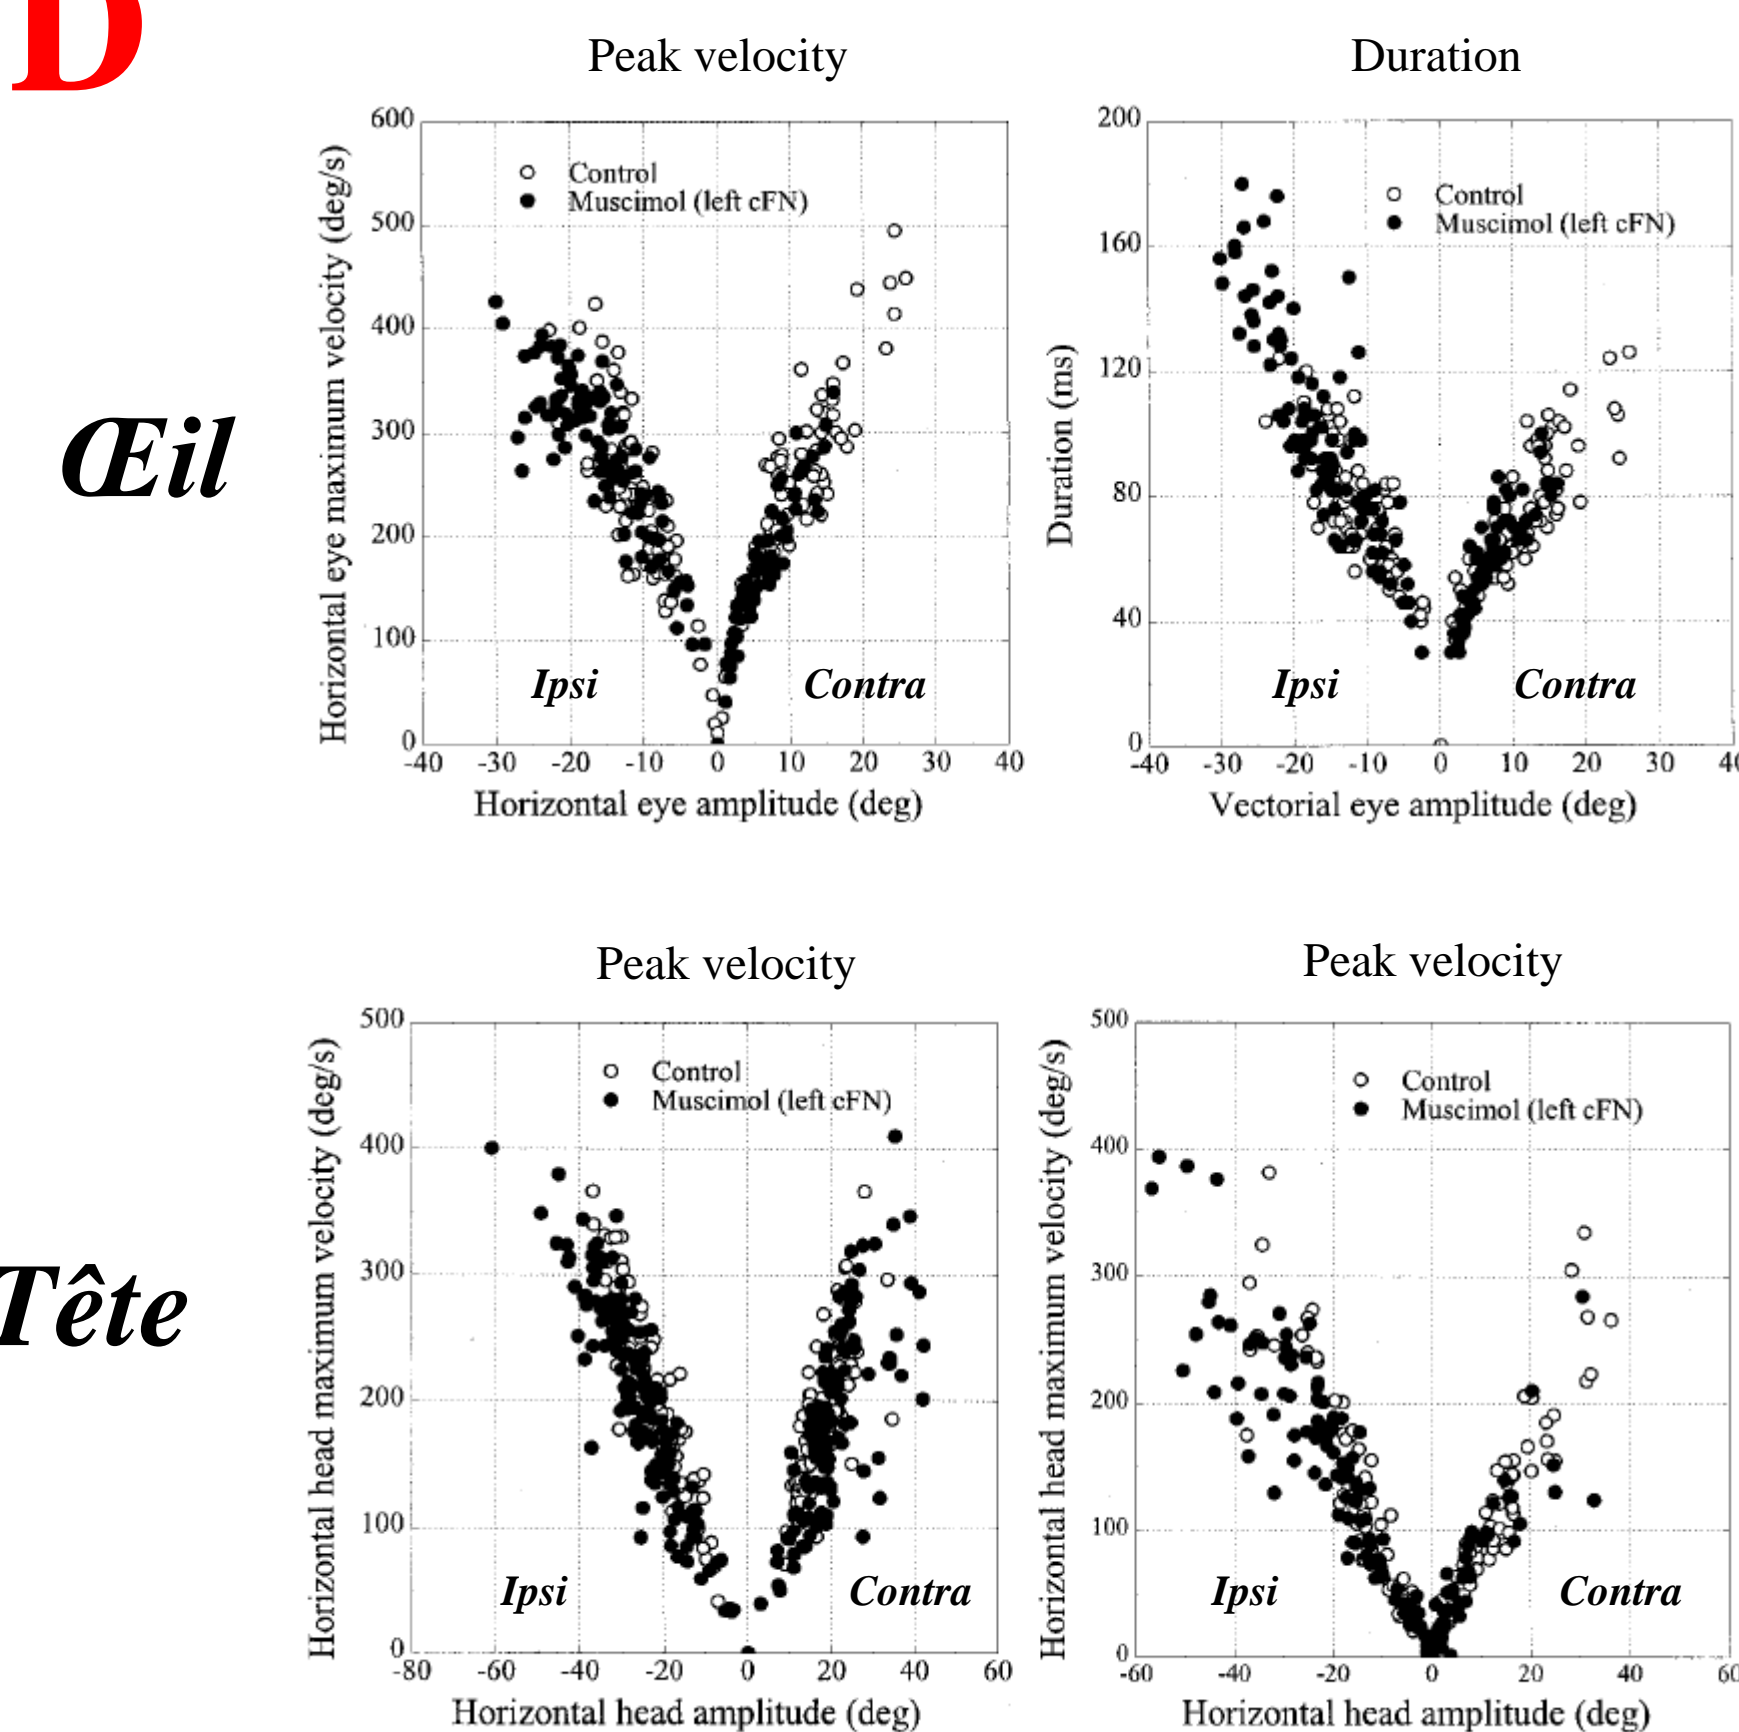 D
Peak velocity
Duration
Œil
600
500
400
300
200
100
0
-40 -30 -20 -10 0 10 20 30 40
Horizontal eye maximum velocity (deg/s)
Control
Muscimol (left cFN)
Ipsi
Contra
Horizontal eye amplitude (deg)
200
160
120
80
40
0
-40 -30 -20 -10 0 10 20 30 40
Duration (ms)
Control
Muscimol (left cFN)
Ipsi
Contra
Vectorial eye amplitude (deg)
Tête
Peak velocity
Peak velocity
500
400
300
200
100
0
-80 -60 -40 -20 0 20 40 60
Horizontal head maximum velocity (deg/s)
Control
Muscimol (left cFN)
Ipsi
Contra
Horizontal head amplitude (deg)
500
400
300
200
100
0
-60 -40 -20 0 20 40 60
Horizontal head maximum velocity (deg/s)
Control
Muscimol (left cFN)
Ipsi
Contra
Horizontal head amplitude (deg)